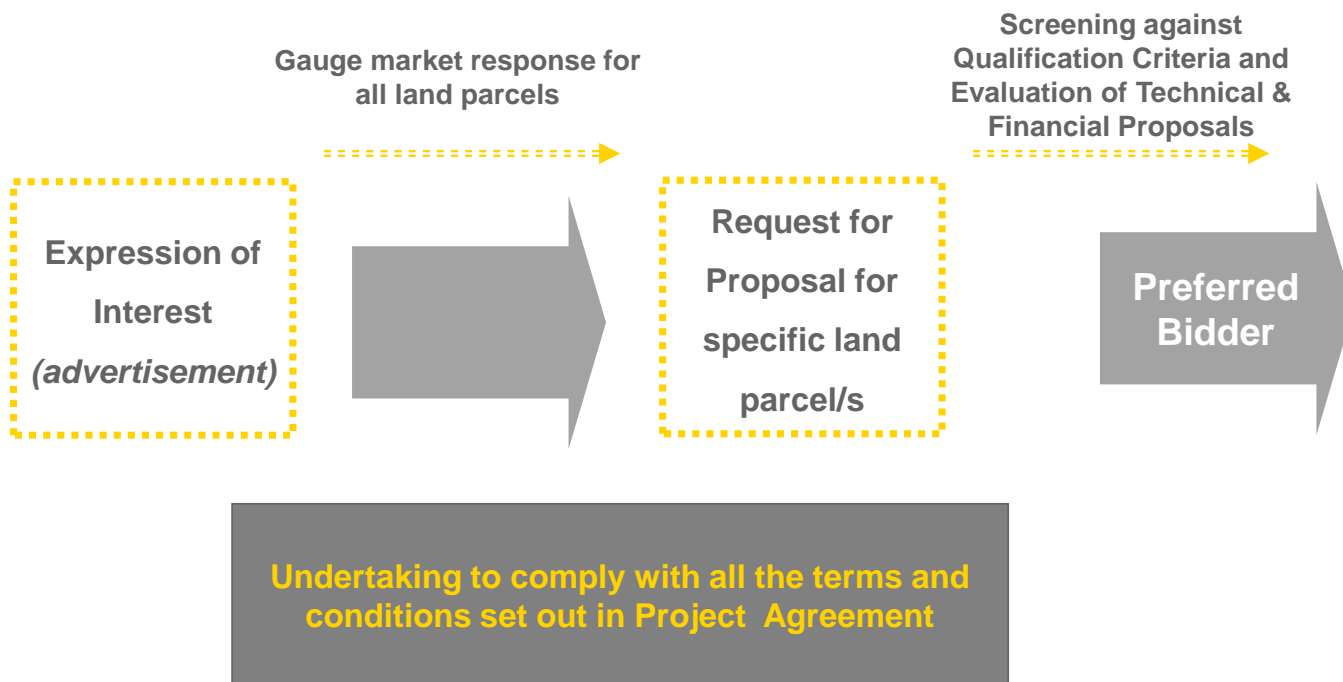 Gauge market response for
all land parcels
Screening against
Qualification Criteria and
Evaluation of Technical &
Financial Proposals
Expression of
Interest
(advertisement)
Request for
Proposal for
specific land
parcel/s
Preferred
Bidder
Undertaking to comply with all the terms and
conditions set out in Project Agreement